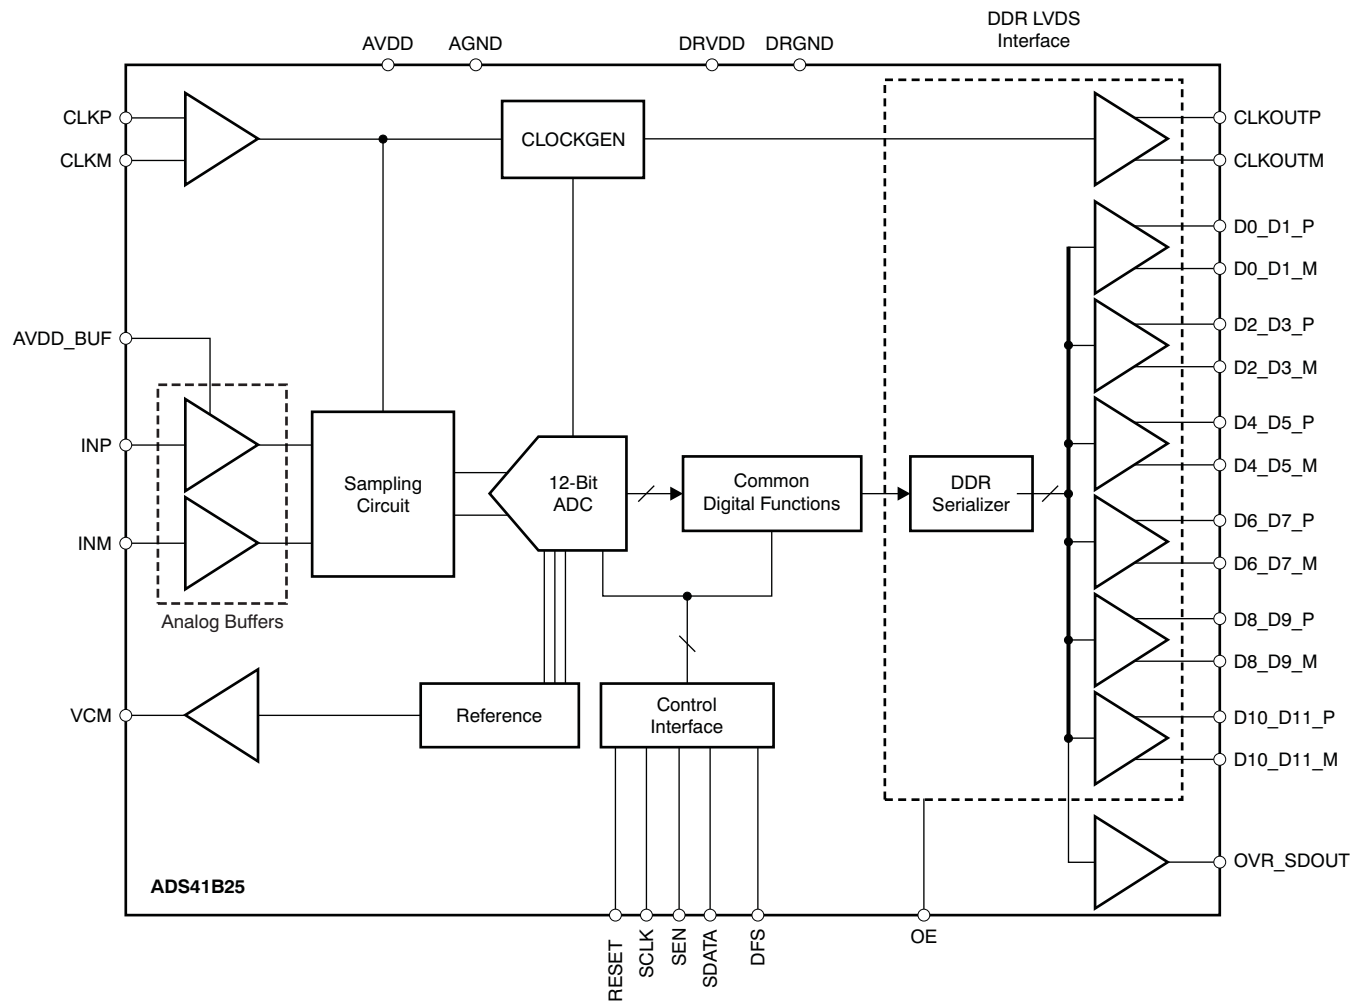 DDR LVDS
Interface
AVDD
AGND
DRVDD
DRGND
CLKP
CLKM
CLOCKGEN
CLKOUTP
CLKOUTM
D0_D1_P
D0_D1_M
D2_D3_P
D2_D3_M
AVDD_BUF
INP
INM
Analog Buffers
Sampling
Circuit
12-Bit
ADC
Common
Digital Functions
DDR
Serializer
D4_D5_P
D4_D5_M
D6_D7_P
D6_D7_M
D8_D9_P
D8_D9_M
D10_D11_P
D10_D11_M
VCM
Reference
Control
Interface
OVR_SDOUT
ADS41B25
RESET
SCLK
SEN
SDATA
DFS
OE